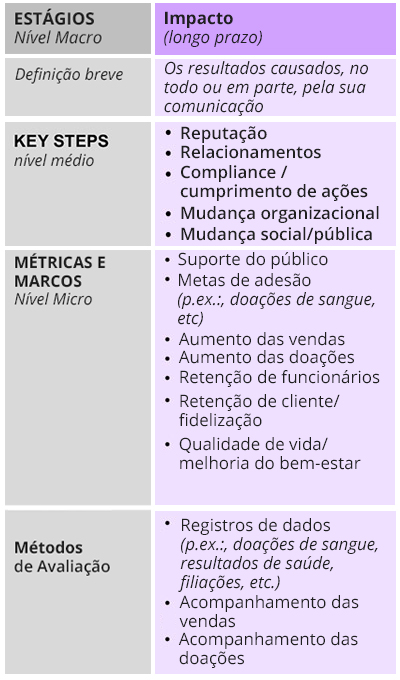 ESTÁGIOS
Nível Macro
Impacto
(longo prazo)
Definição breve
Os resultados causados, no
todo ou em parte, pela sua
comunicação
KEY STEPS
nível médio
• Reputação
• Relacionamentos
• Compliance /
cumprimento de ações
• Mudança organizacional
• Mudança social/pública
MÉTRICAS E
MARCOS
Nível Micro
• Suporte do público
• Metas de adesão
(p.ex.:, doações de sangue,
etc)
• Aumento das vendas
• Aumento das doações
• Retenção de funcionários
• Retenção de cliente/
fidelização
• Qualidade de vida/
melhoria do bem-estar
Métodos
de Avaliação
• Registros de dados
(p.ex.:, doações de sangue,
resultados de saúde,
filiações, etc.)
• Acompanhamento das
vendas
• Acompanhamento das
doações